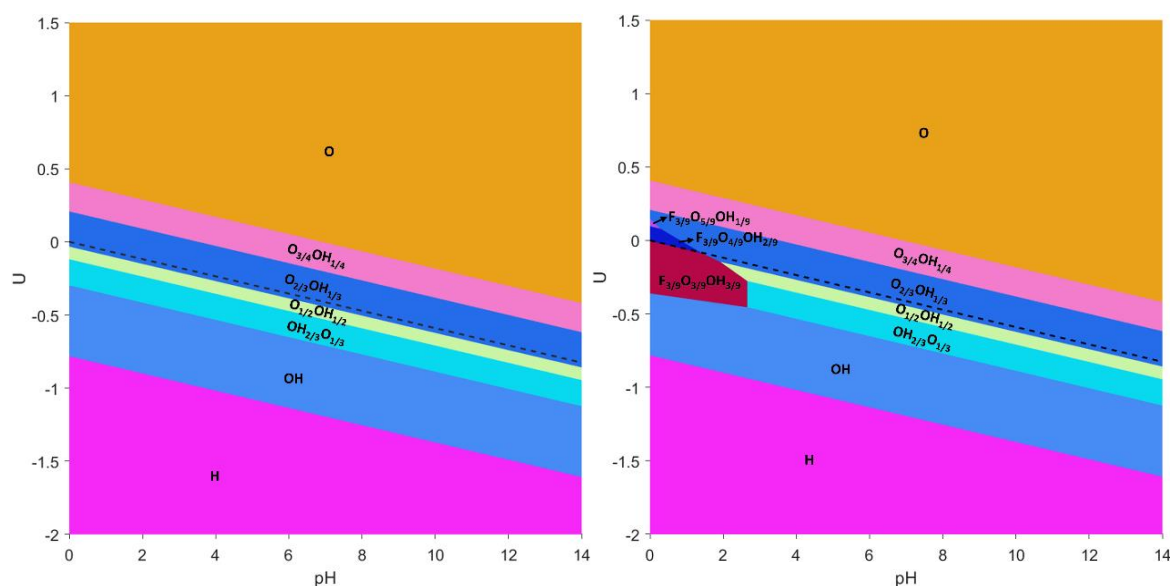 1.5
1
0.5
0
-0.5
-1
-1.5
-2
U
O
O3/4OH1/4
O2/3OH1/3
O1/2OH1/2
OH2/3O1/3
OH
H
0
2
4
6
8
10
12
14
pH
1.5
1
0.5
0
-0.5
-1
-1.5
-2
U
O
F3/9O5/9OH1/9
F3/9O4/9OH2/9
O3/4OH1/4
F3/9O3/9OH3/9
O2/3OH1/3
O1/2OH1/2
OH2/3O1/3
OH
H
0
2
4
6
8
10
12
14
pH